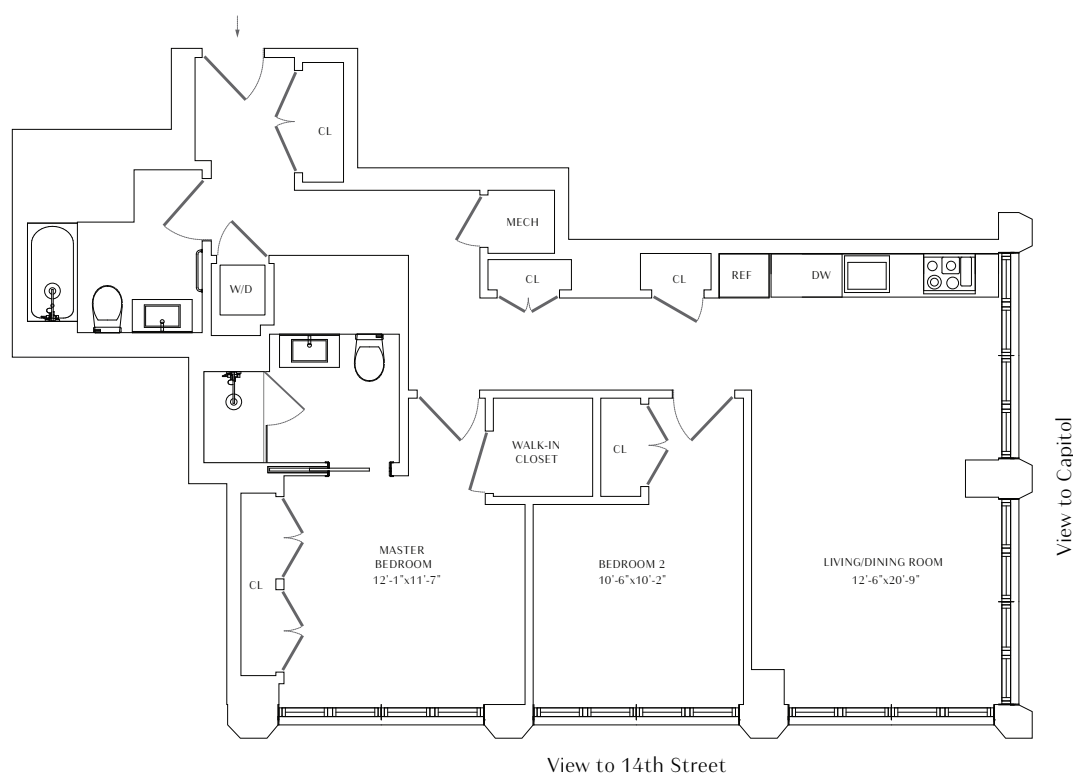 CL
MECH
CL
CL
REF
DW
W/D
WALK-IN
CLOSET
CL
MASTER
BEDROOM
12'-1"x11'-7"
BEDROOM 2
10'-6"x10'-2"
LIVING/DINING ROOM
12'-6"x20'-9"
CL
View to Capitol
View to 14th Street